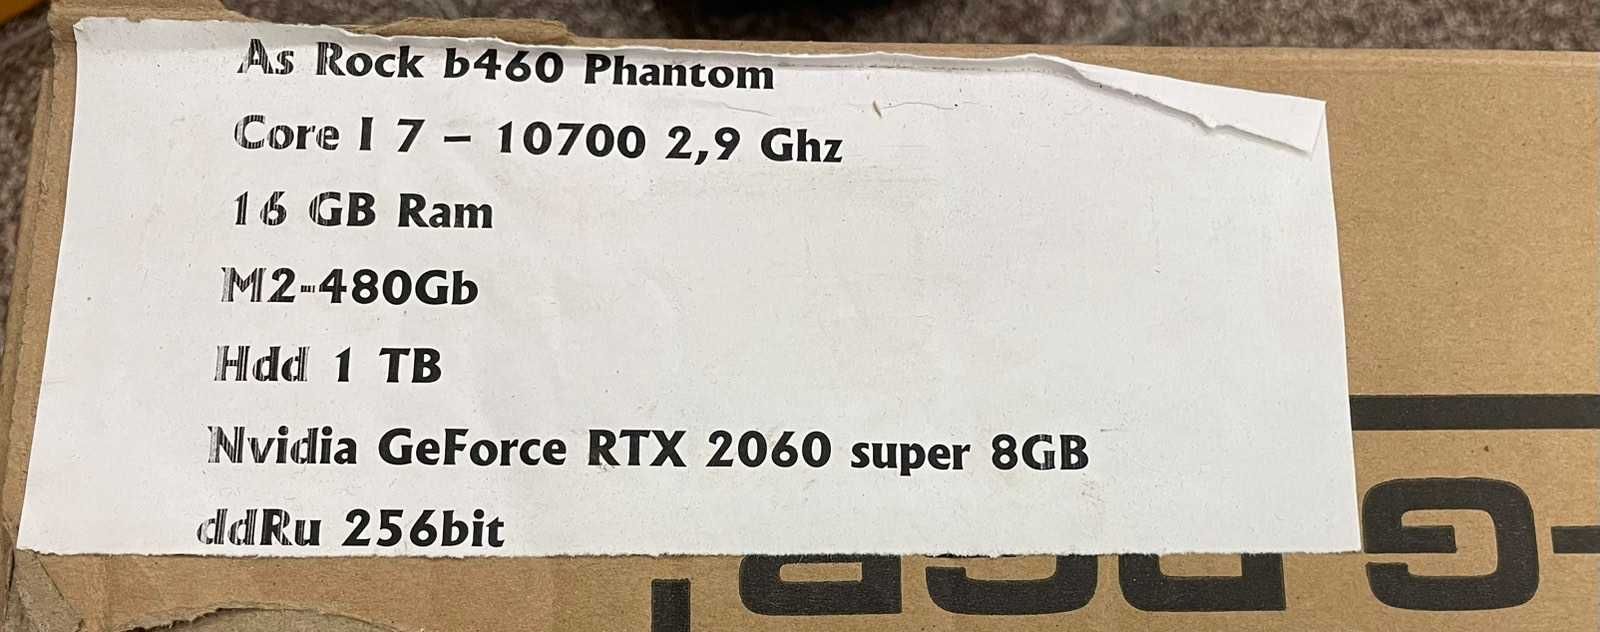 As Rock b460 Phantom
Core I 7 – 10700 2,9 Ghz
16 GB Ram
M2-480Gb
Hdd 1 TB
Nvidia GeForce RTX 2060 super 8GB
ddRu 256bit